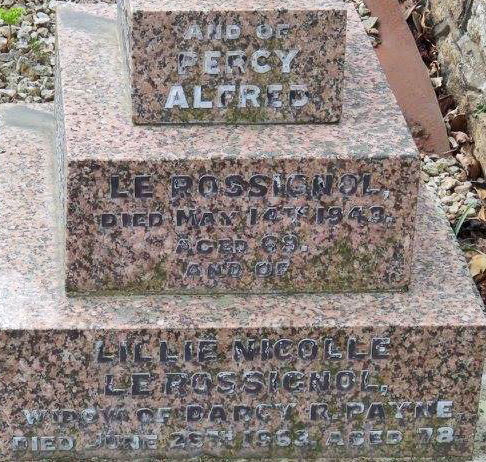 AND OF
PERCY
ALFRED
LE ROSSIGNOL,
DIED MAY 14TH 1943.
AGED 69.
AND OF
LILLIE NICOLLE
LE ROSSIGNOL,
WIDOW OF DARCY R. PAYNE,
DIED JUNE 28TH 1963, AGED 78.